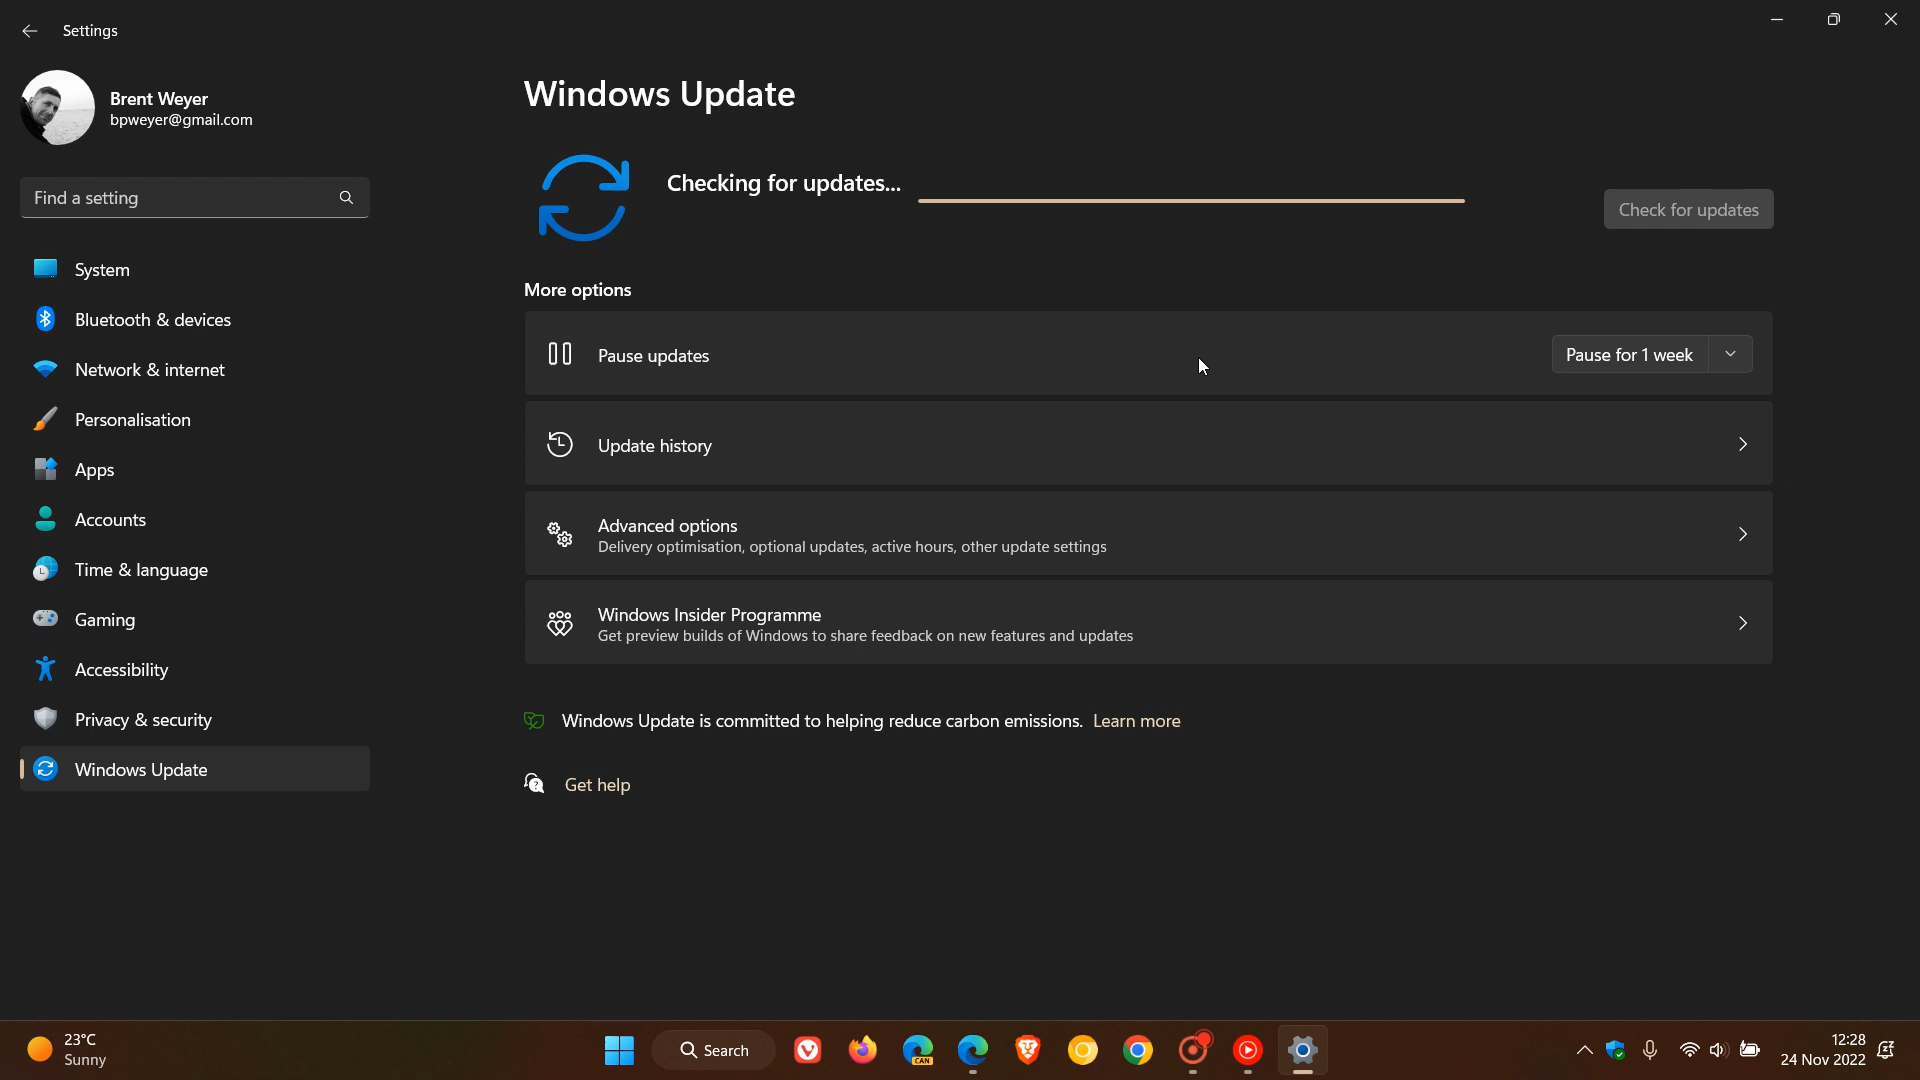 Settings
Brent Weyer
bpweyer@gmail.com
Find a setting
System
Bluetooth & devices
Network & internet
Personalisation
Apps
Accounts
Time & language
Gaming
Accessibility
Privacy & security
Windows Update
Windows Update
Checking for updates...
Check for updates
More options
Pause updates
Pause for 1 week
Update history
Advanced options
Delivery optimisation, optional updates, active hours, other update settings
Windows Insider Programme
Get preview builds of Windows to share feedback on new features and updates
Windows Update is committed to helping reduce carbon emissions. Learn more
Get help
23°C
Sunny
Search
CAN
12:28
24 Nov 2022